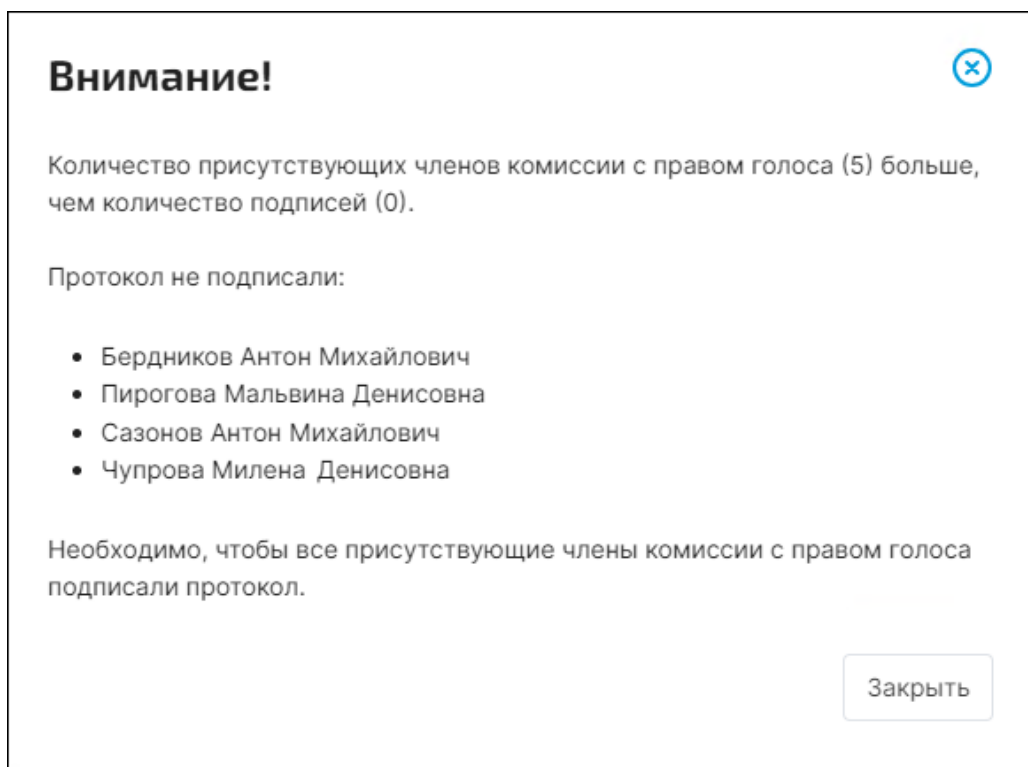 Внимание!
Количество присутствующих членов комиссии с правом голоса (5) больше,
чем количество подписей (0).
Протокол не подписали:
• Бердников Антон Михайлович
• Пирогова Мальвина Денисовна
• Сазонов Антон Михайлович
• Чупрова Милена Денисовна
Необходимо, чтобы все присутствующие члены комиссии с правом голоса
подписали протокол.
Закрыть